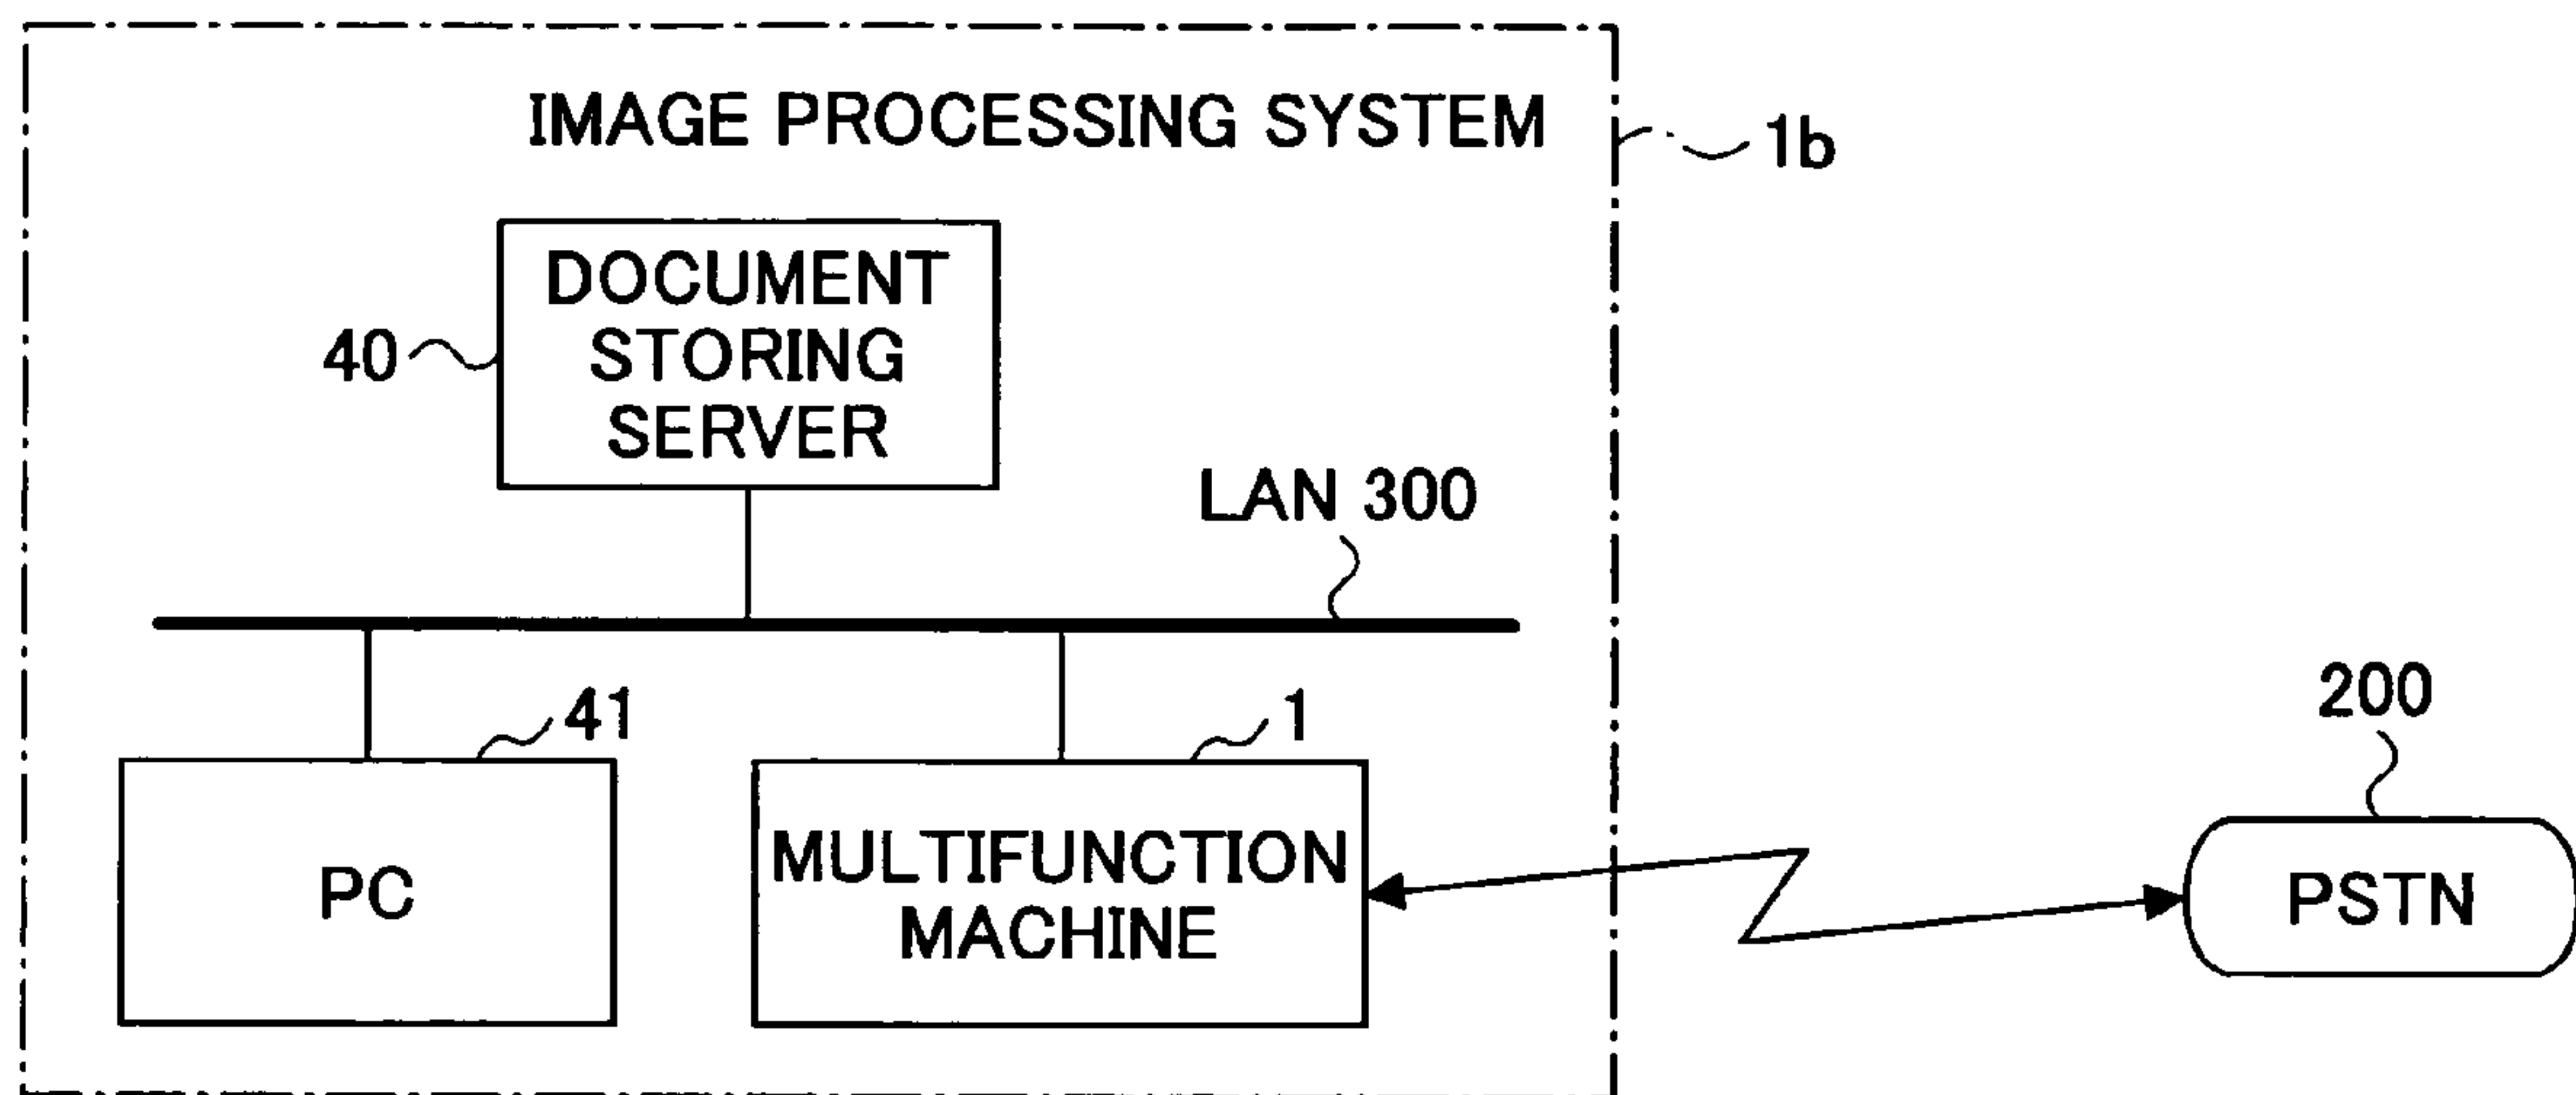 IMAGE PROCESSING SYSTEM
1b
DOCUMENT
STORING
SERVER
40
LAN 300
41
1
200
PC
MULTIFUNCTION
MACHINE
PSTN